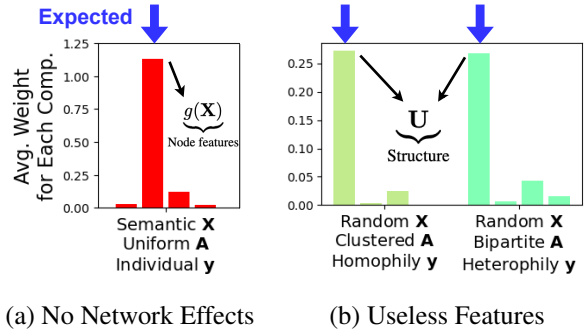 Expected
Avg. Weight
for Each Comp.
1.25
1.00
0.75
0.50
0.25
0.00
g(X)
Node features
Semantic X
Uniform A
Individual y
(a) No Network Effects
0.25
0.20
0.15
0.10
0.05
0.00
U
Structure
Random X
Clustered A
Homophily y
Random X
Bipartite A
Heterophily y
(b) Useless Features